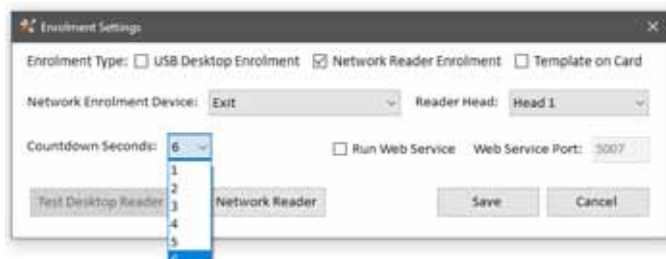 Enrolment Settings
Enrolment Type: USB Desktop Enrolment Network Reader Enrolment Template on Card
Network Enrolment Device: Exit Reader Head: Head 1
Countdown Seconds: 6 Run Web Service Web Service Port: 5007
1
2
Test Desktop Reader Network Reader Save Cancel
3
4
5
6